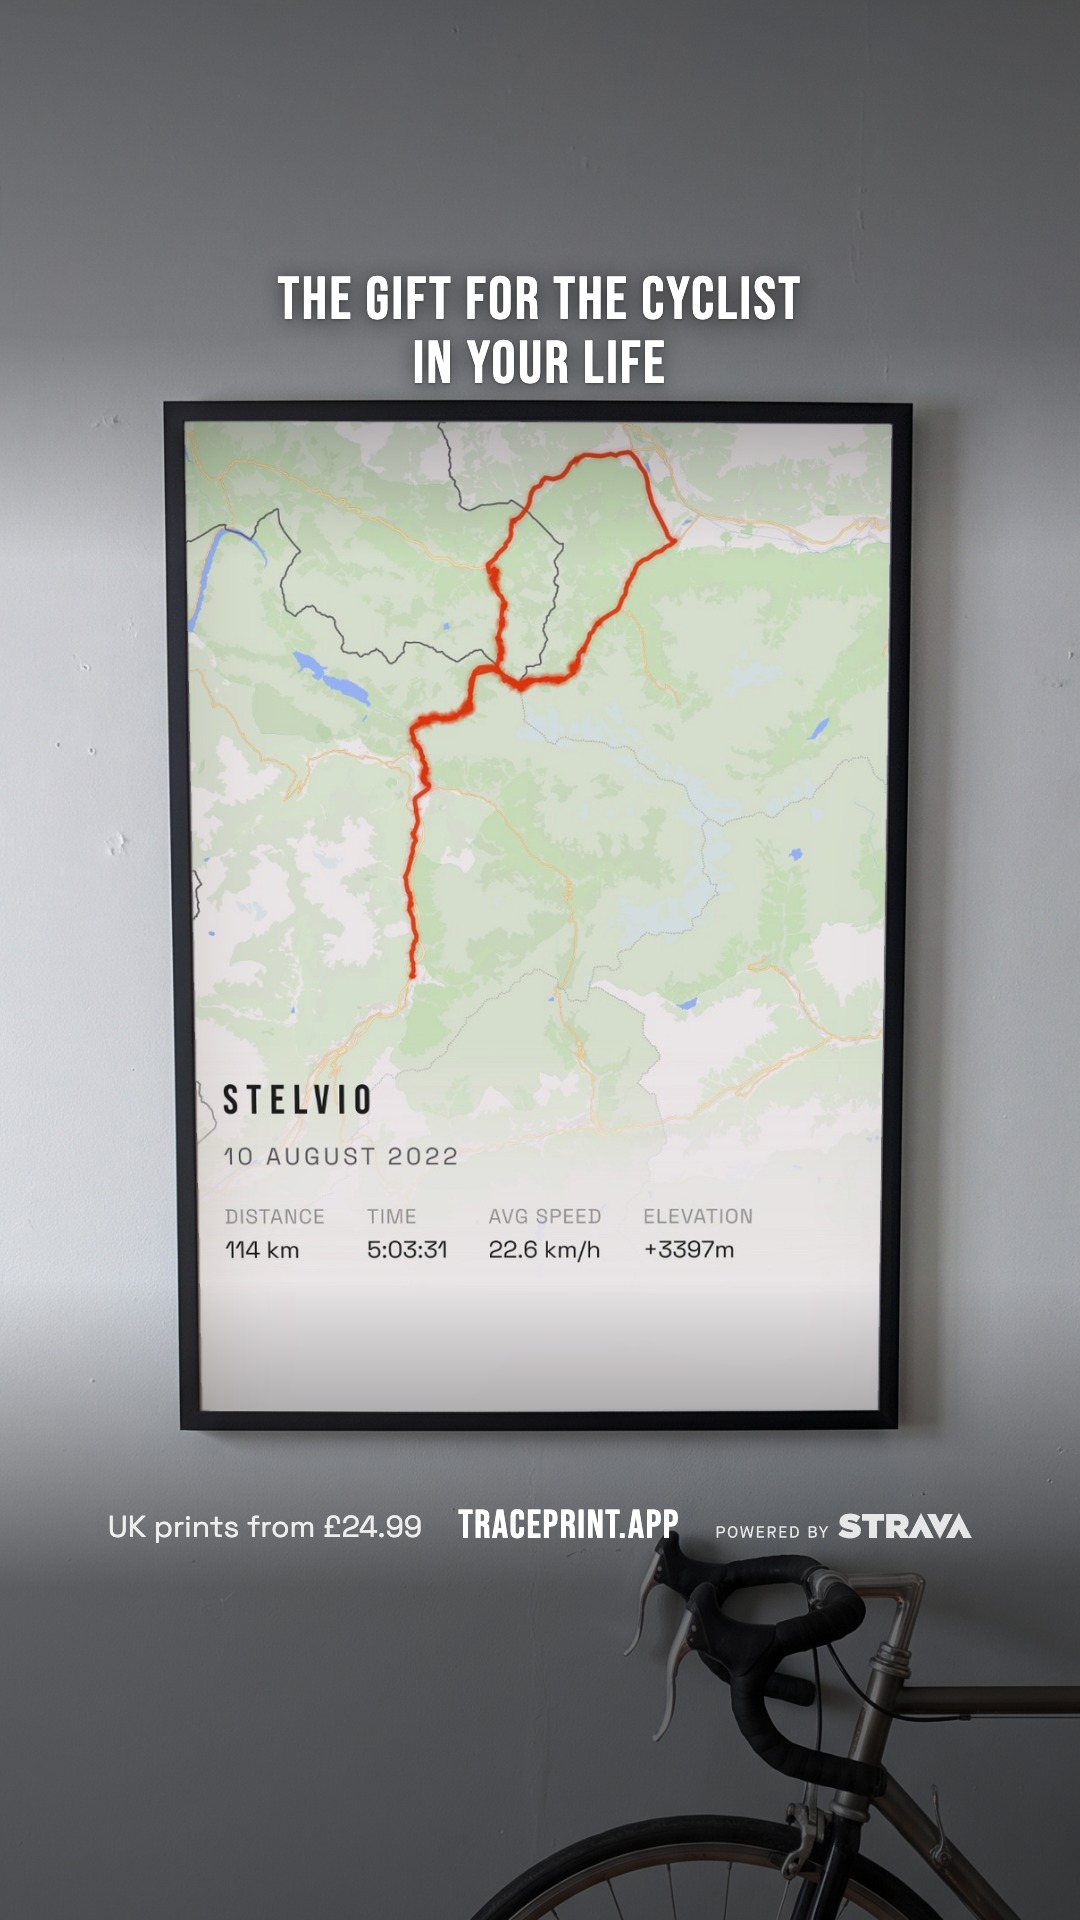 THE GIFT FOR THE CYCLIST
IN YOUR LIFE
STELVIO
10 AUGUST 2022
DISTANCE TIME AVG SPEED ELEVATION
114 km 5:03:31 22.6 km/h +3397m
UK prints from £24.99 TRACEPRINT.APP POWERED BY STRAVA